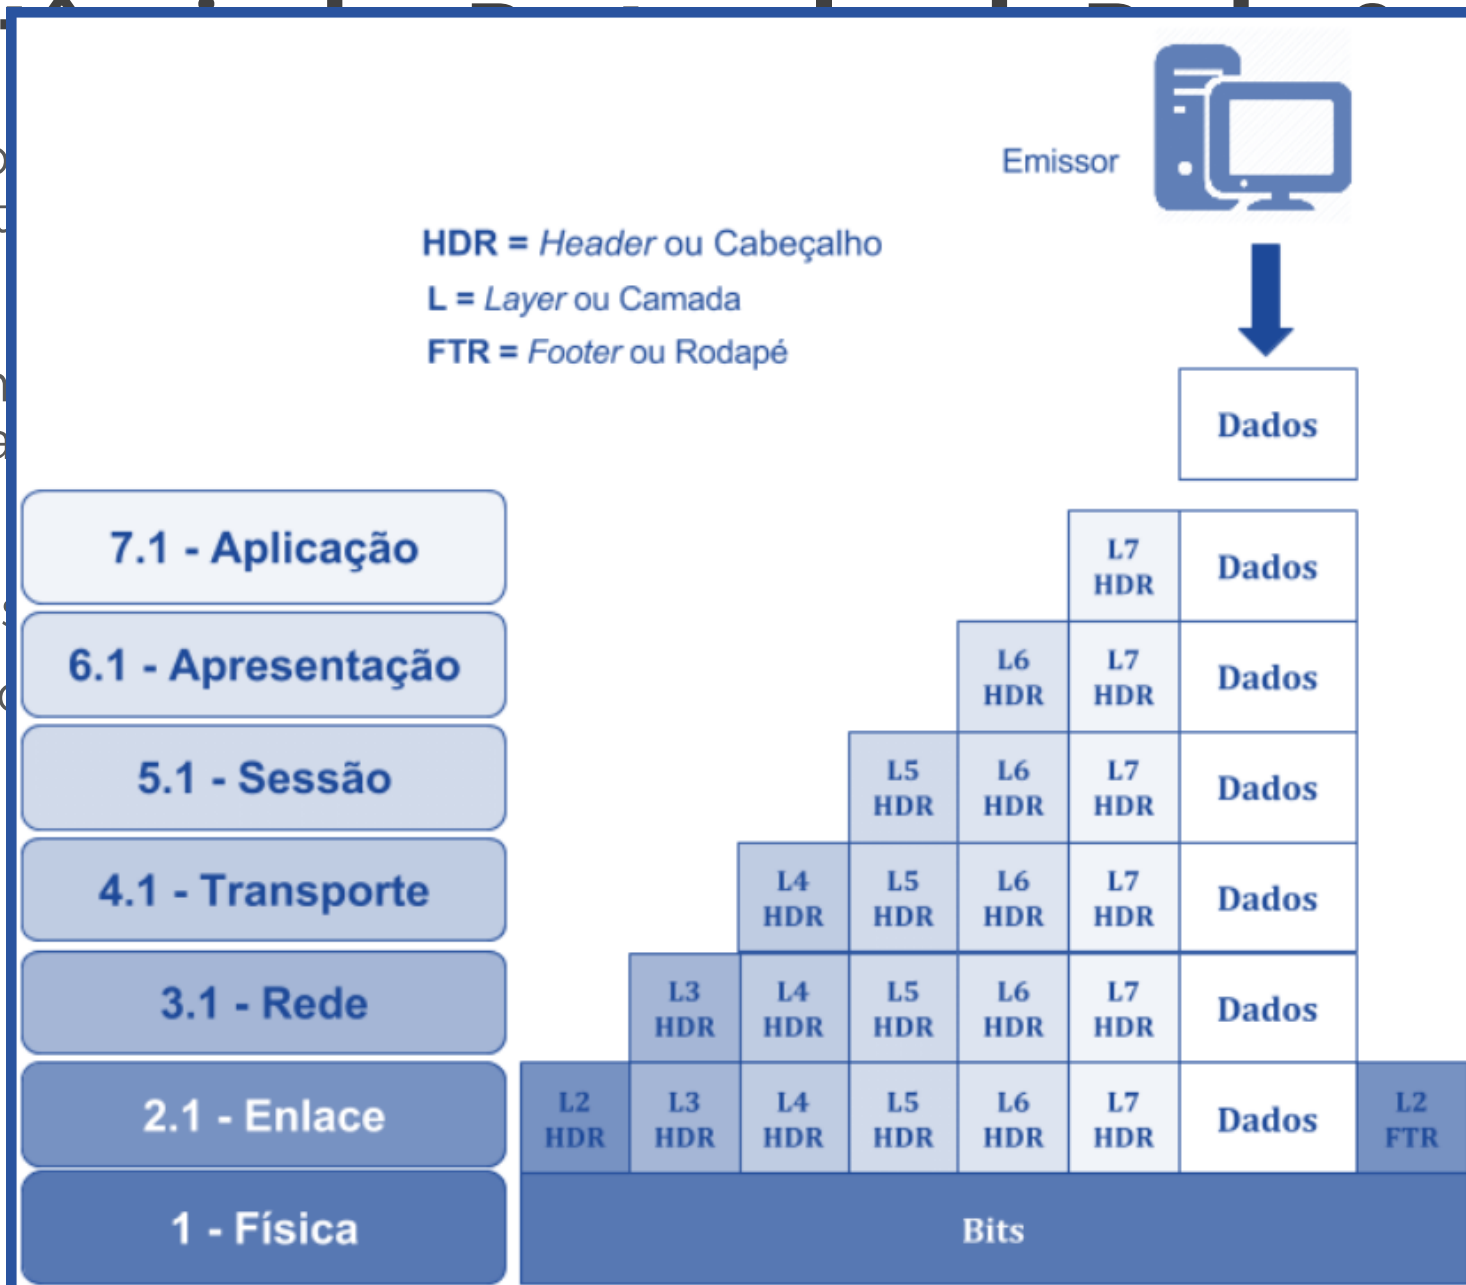 Emissor
HDR = Header ou Cabeçalho
L = Layer ou Camada
FTR = Footer ou Rodapé
Dados
7.1 - Aplicação
L7 HDR Dados
6.1 - Apresentação
L6 HDR L7 HDR Dados
5.1 - Sessão
L5 HDR L6 HDR L7 HDR Dados
4.1 - Transporte
L4 HDR L5 HDR L6 HDR L7 HDR Dados
3.1 - Rede
L3 HDR L4 HDR L5 HDR L6 HDR L7 HDR Dados
2.1 - Enlace
L2 HDR L3 HDR L4 HDR L5 HDR L6 HDR L7 HDR Dados L2 FTR
1 - Física
Bits